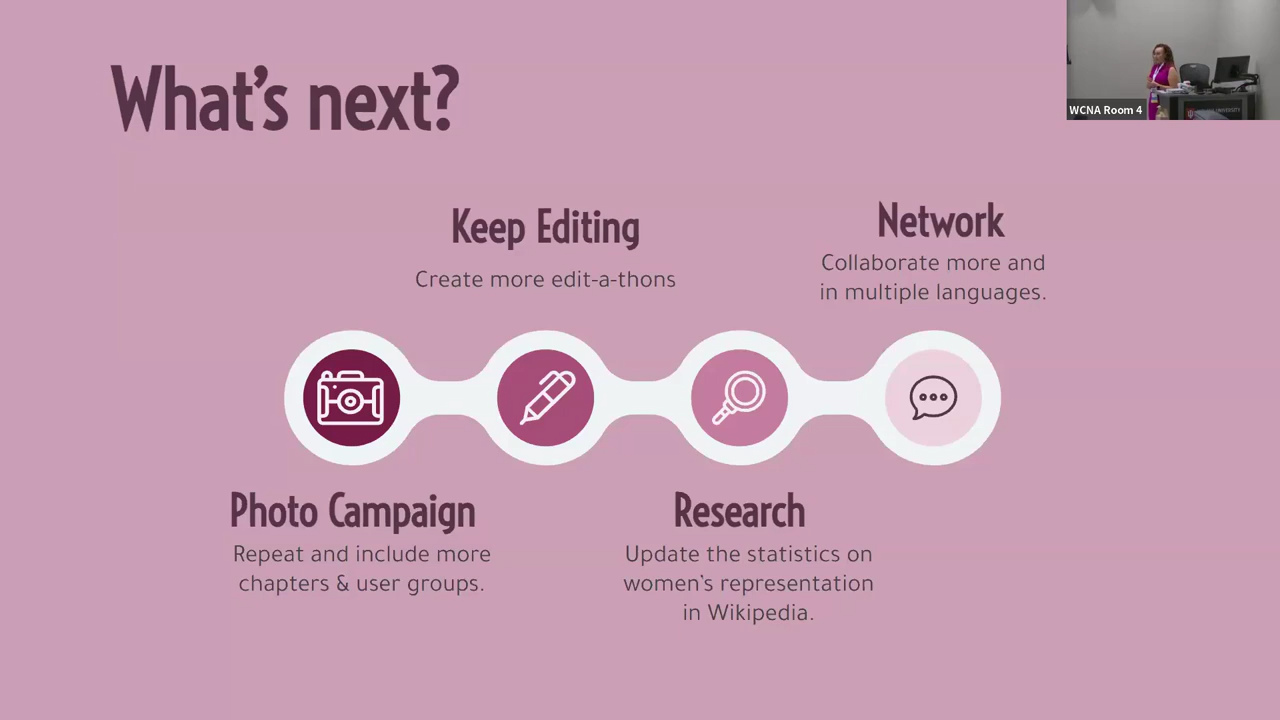 What's next?
WCNA Room 4
Keep Editing
Create more edit-a-thons
Network
Collaborate more and
in multiple languages.
Photo Campaign
Repeat and include more
chapters & user groups.
Research
Update the statistics on
women's representation
in Wikipedia.